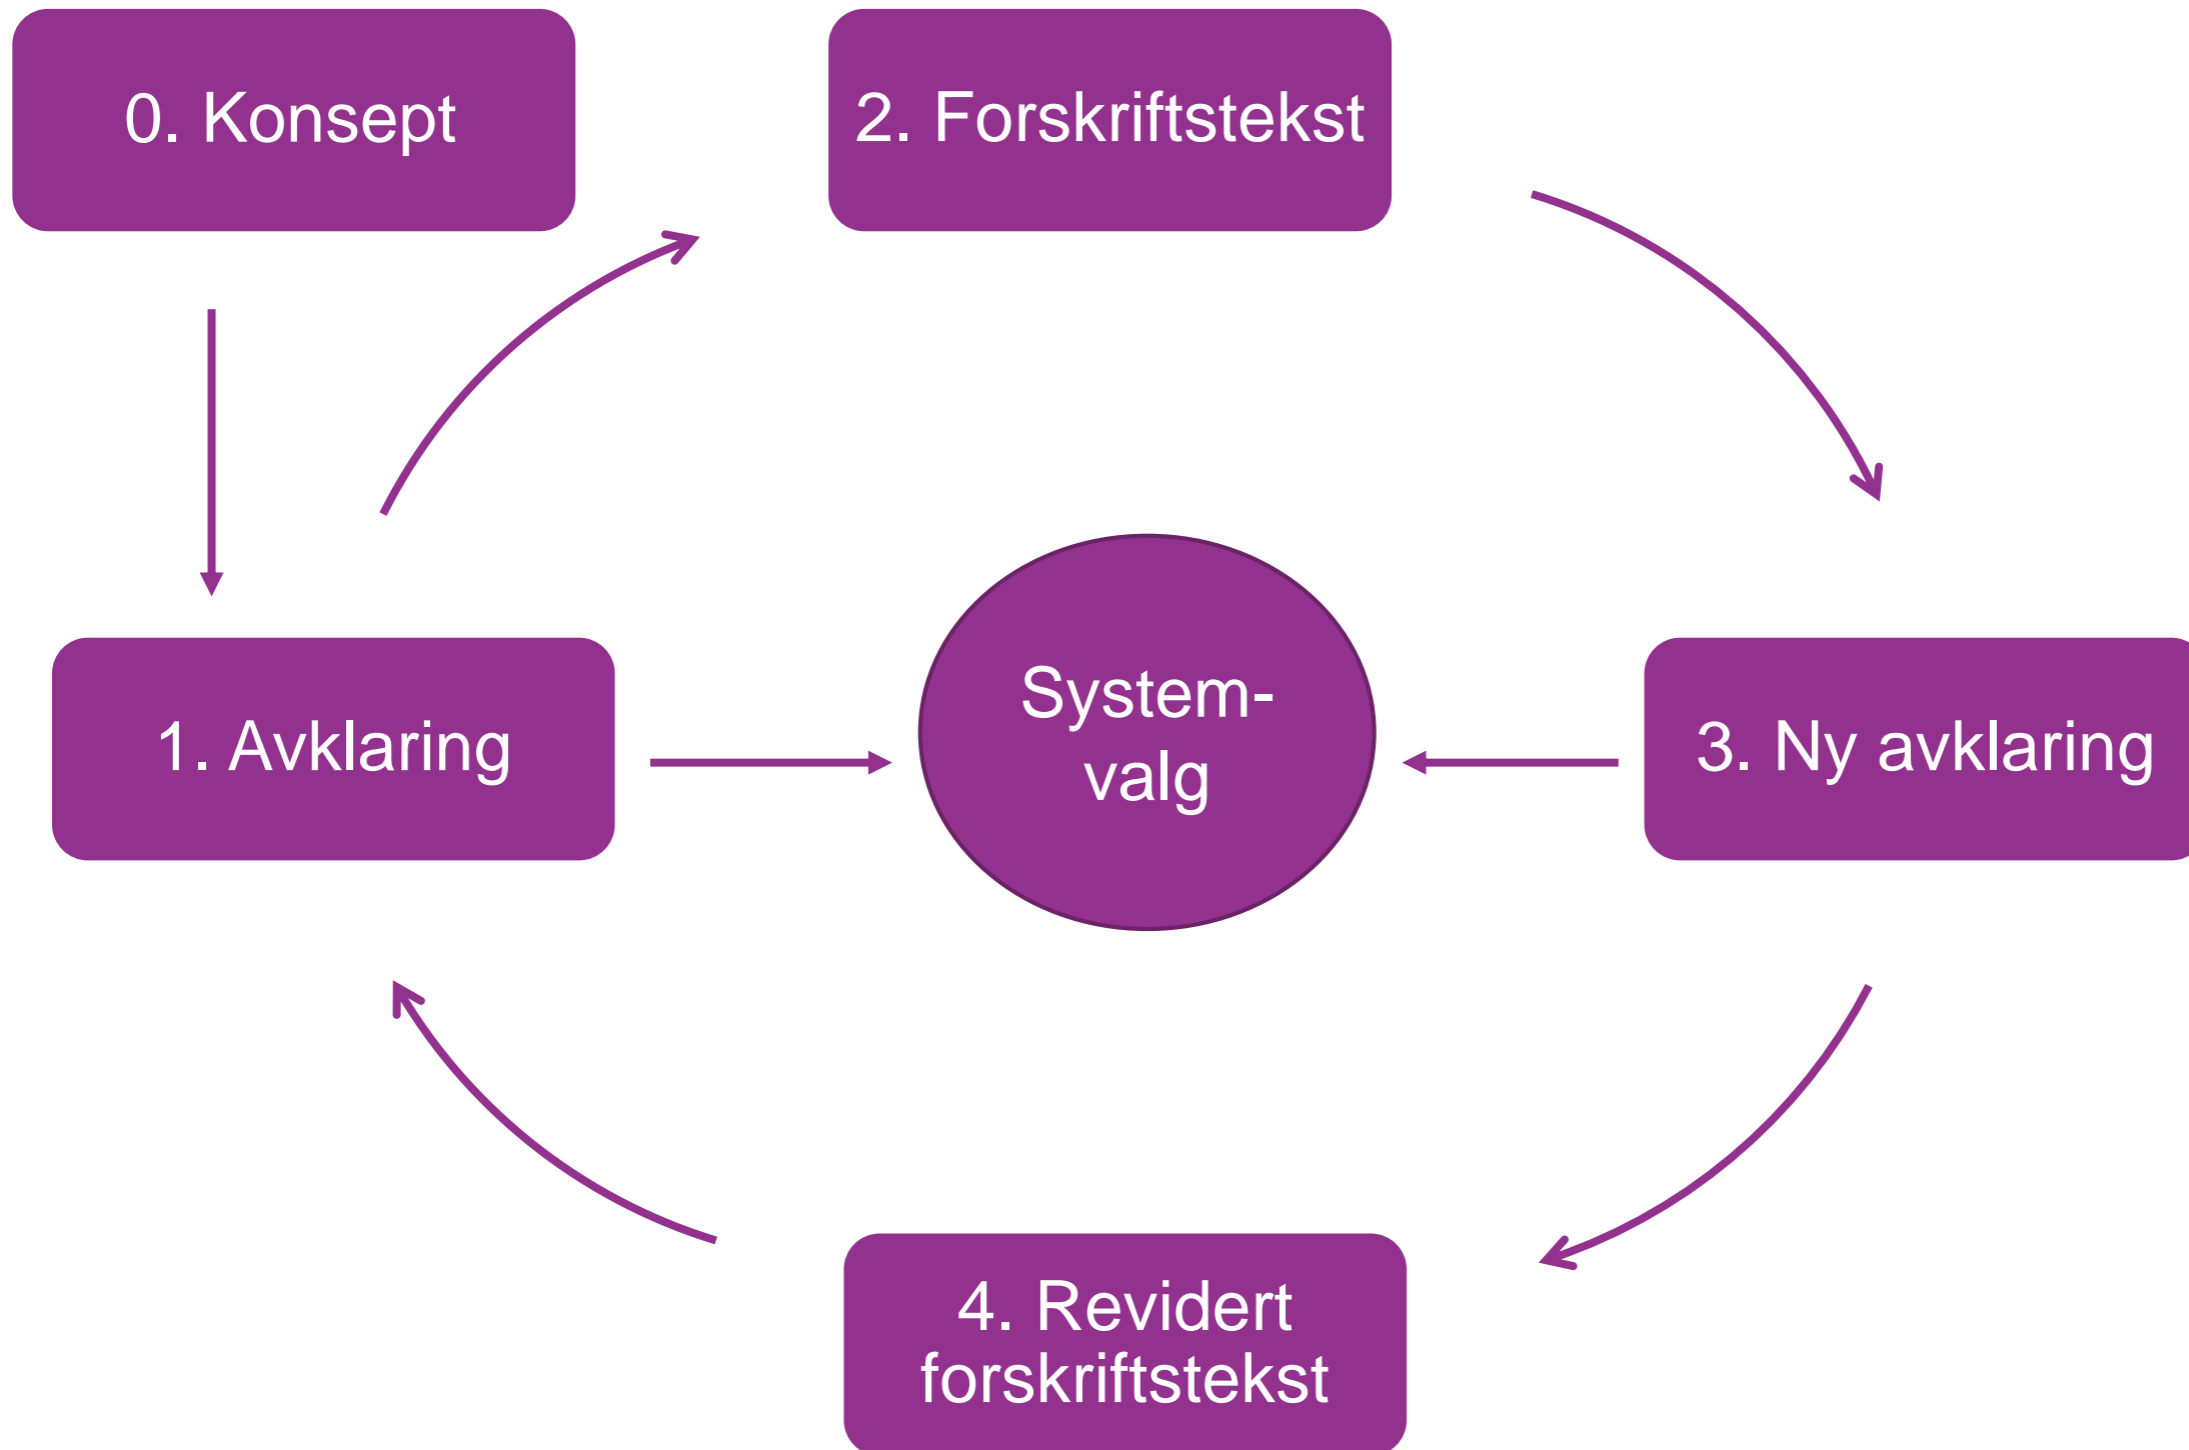 0. Konsept
2. Forskriftstekst
1. Avklaring
System-
valg
3. Ny avklaring
4. Revidert
forskriftstekst